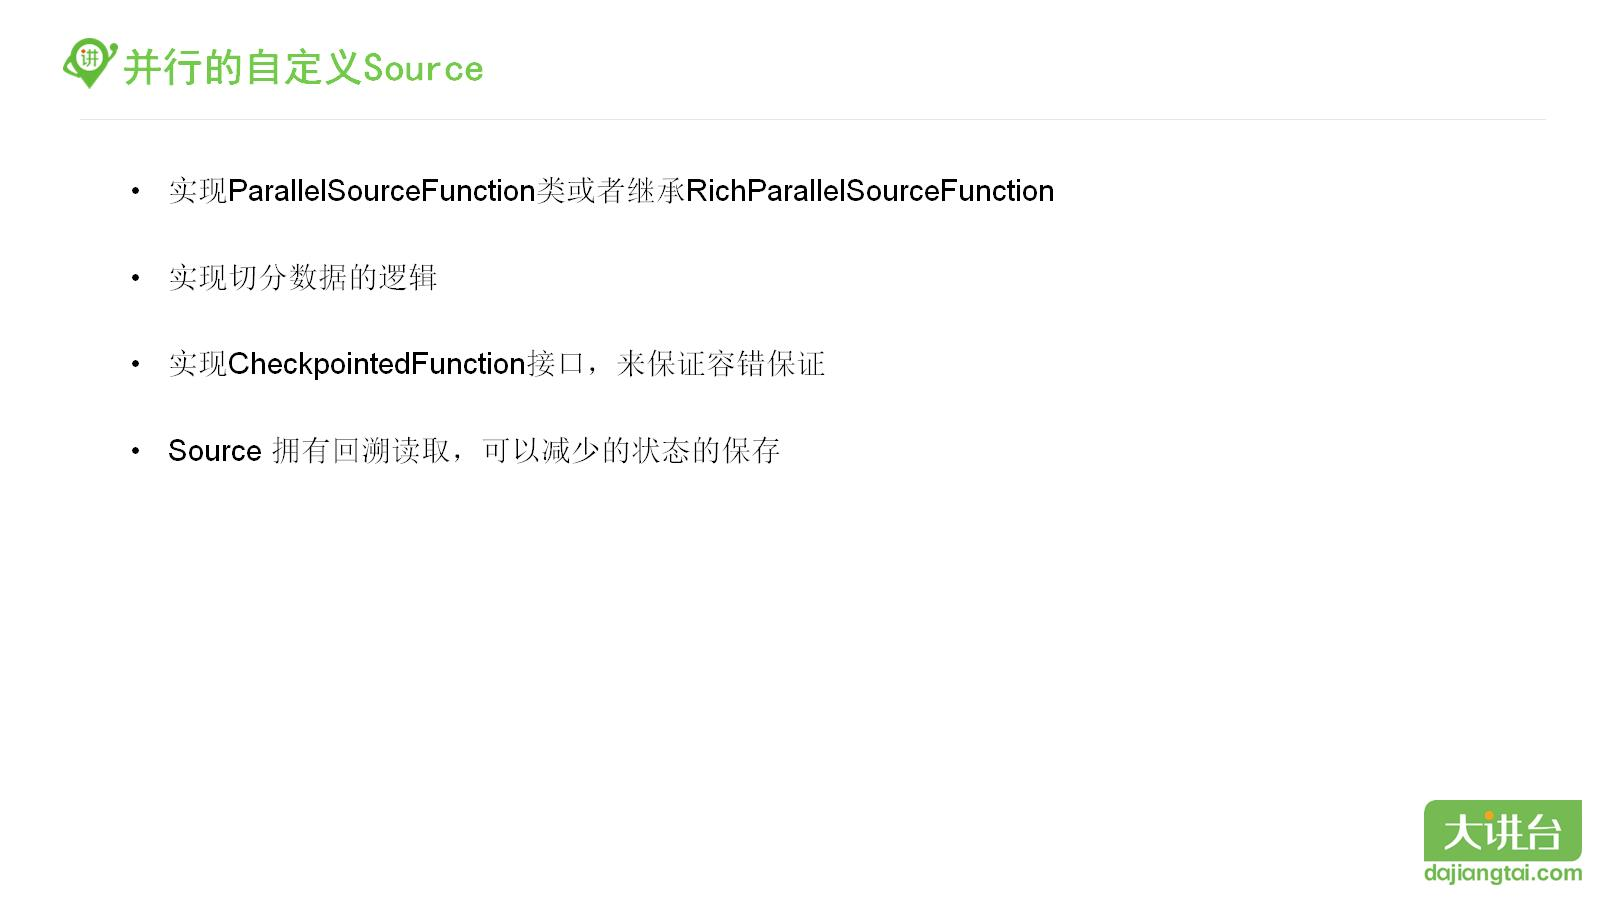 讲
并行的自定义Source
• 实现ParallelSourceFunction类或者继承RichParallelSourceFunction
• 实现切分数据的逻辑
• 实现CheckpointedFunction接口，来保证容错保证
• Source 拥有回溯读取，可以减少的状态的保存
大讲台
dajiangtai.com